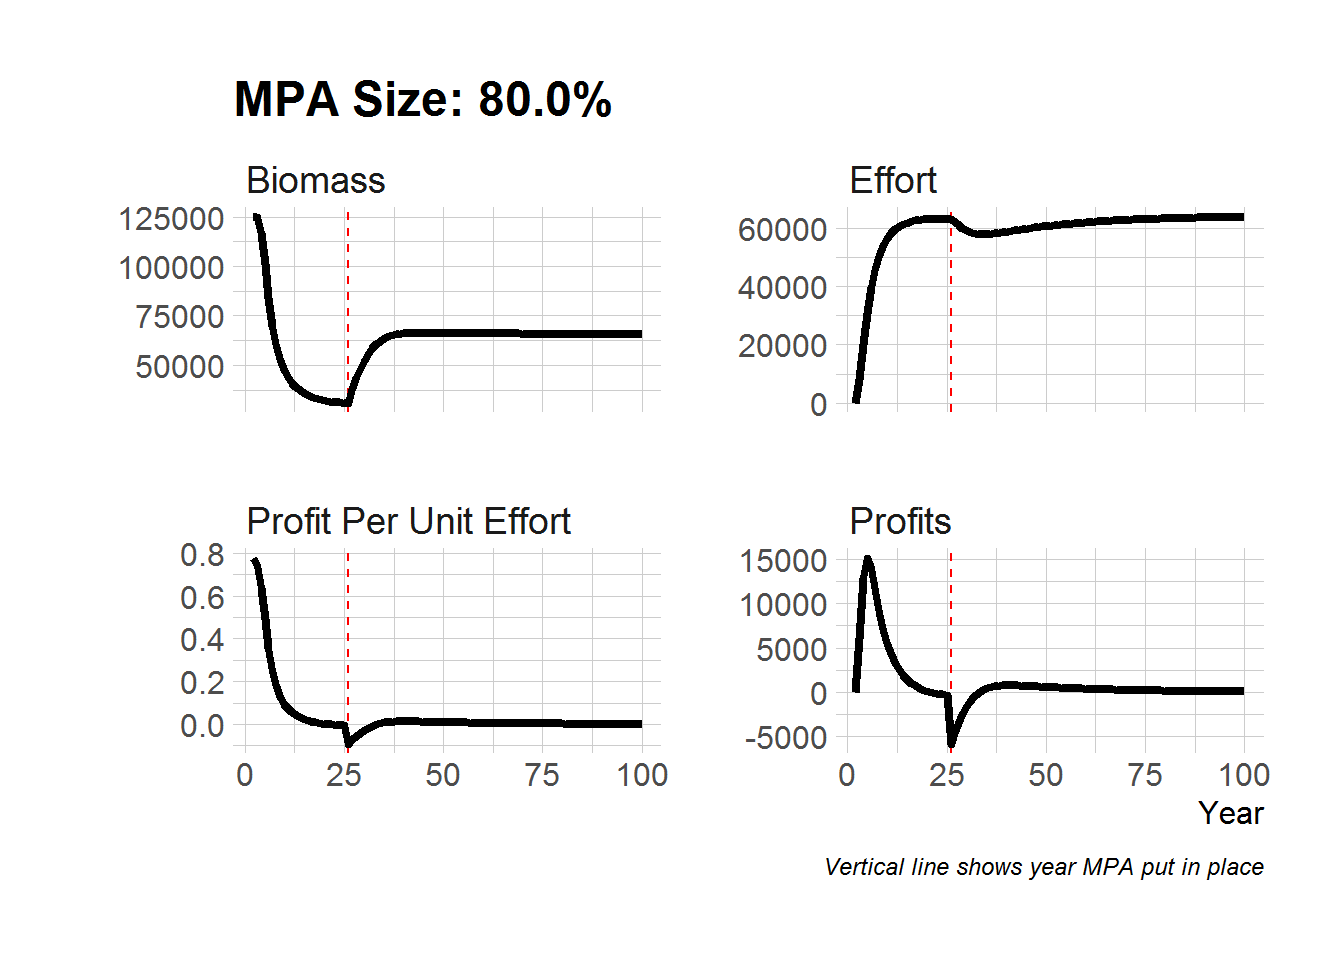 MPA Size: 80.0%
Biomass
125000
100000
75000
50000
Effort
60000
40000
20000
0
Profit Per Unit Effort
0.8
0.6
0.4
0.2
0.0
0 25 50 75 100
Profits
15000
10000
5000
0
-5000
0 25 50 75 100
Year
Vertical line shows year MPA put in place